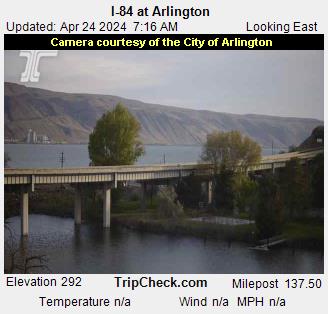 I-84 at Arlington
Updated: Apr 24 2024 7:16 AM Looking East
Camera courtesy of the City of Arlington
Elevation 292 TripCheck.com Milepost 137.50
Temperature n/a Wind n/a MPH n/a